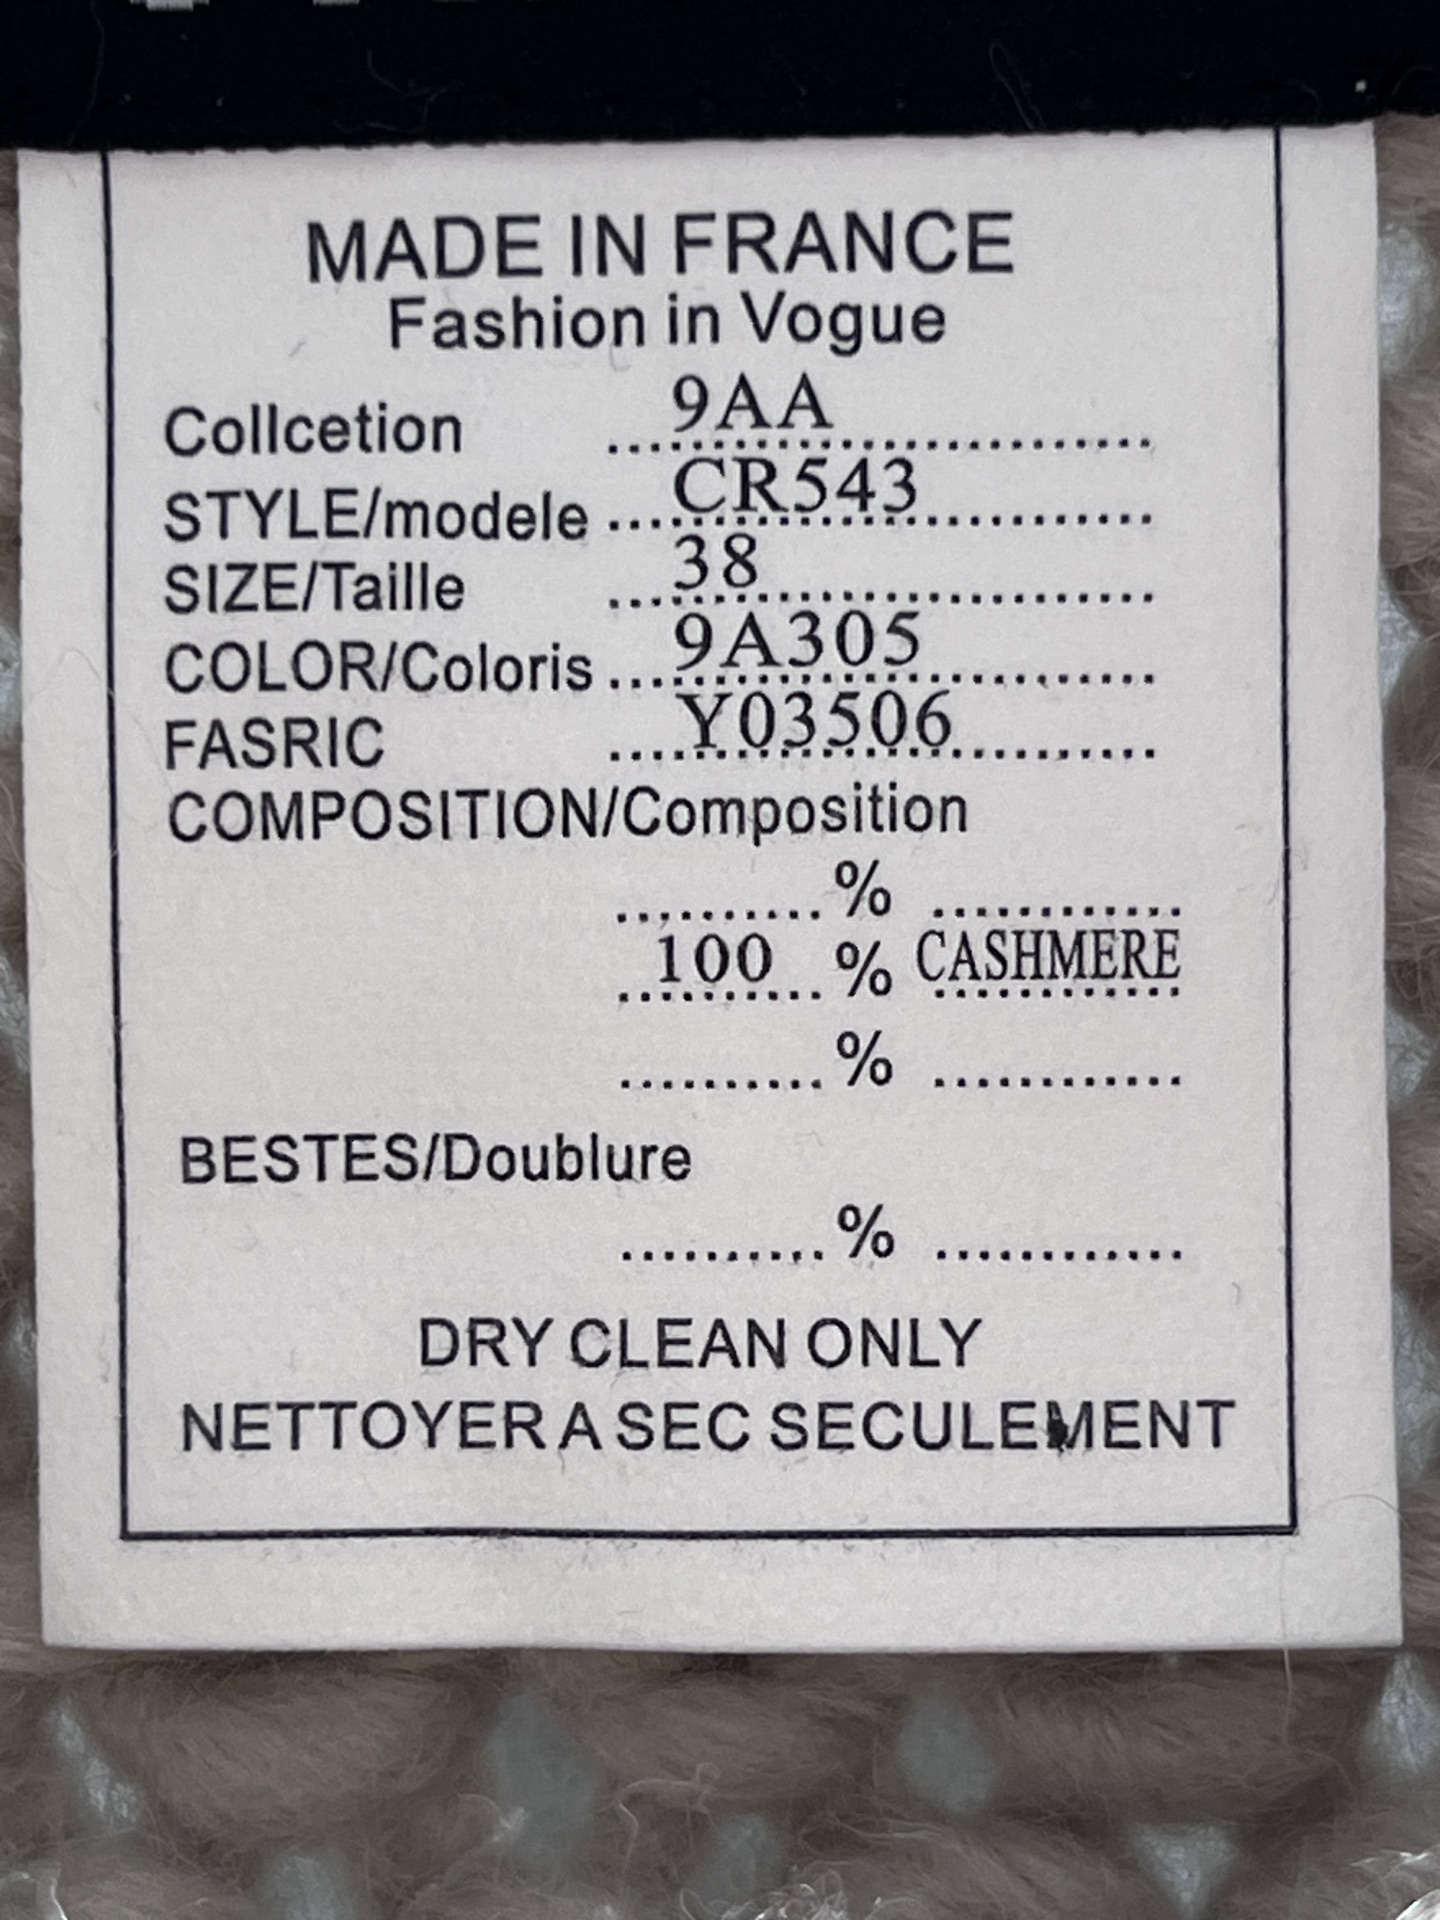 MADE IN FRANCE
Fashion in Vogue
Collcetion 9AA
STYLE/modele CR543
SIZE/Taille 38
COLOR/Coloris 9A305
FASRIC Y03506
COMPOSITION/Composition
..........% ............
100 % CASHMERE
..........% ............
BESTES/Doublure
..........% ............
DRY CLEAN ONLY
NETTOYER A SEC SECULEMENT